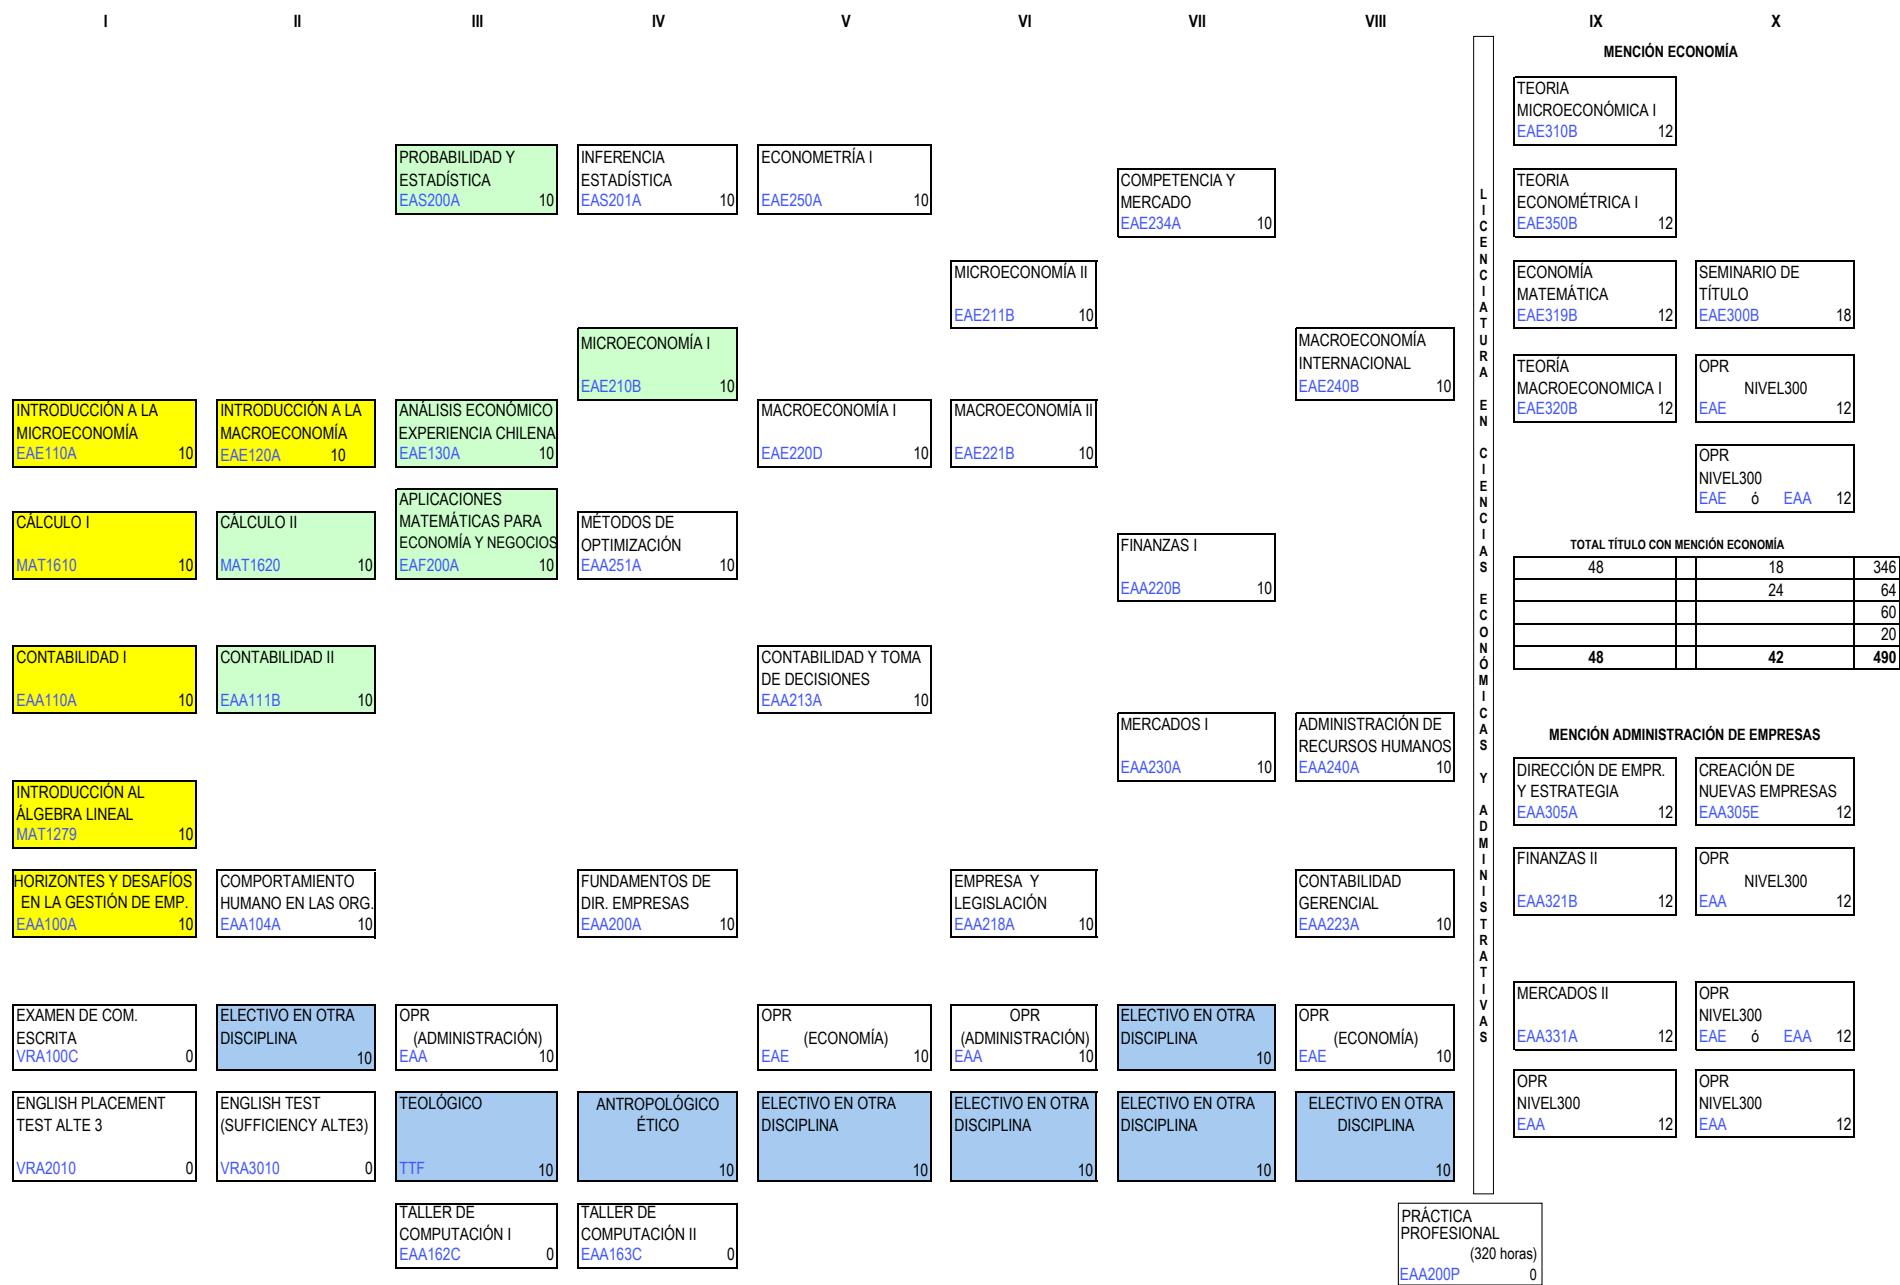 I II III IV V VI VII VIII IX X
MENCIÓN ECONOMÍA
TEORIA
MICROECONÓMICA I
EAE310B 12
PROBABILIDAD Y
ESTADÍSTICA
EAS200A 10
INFERENCIA
ESTADÍSTICA
EAS201A 10
ECONOMETRÍA I
EAE250A 10
COMPETENCIA Y
MERCADO
EAE234A 10
TEORIA
ECONOMÉTRICA I
EAE350B 12
MICROECONOMÍA II
EAE211B 10
ECONOMÍA
MATEMÁTICA
EAE319B 12
SEMINARIO DE
TÍTULO
EAE300B 18
MICROECONOMÍA I
EAE210B 10
MACROECONOMÍA
INTERNACIONAL
EAE240B 10
TEORÍA
MACROECONOMICA I
EAE320B 12
OPR
NIVEL300
EAE 12
INTRODUCCIÓN A LA
MICROECONOMÍA
EAE110A 10
INTRODUCCIÓN A LA
MACROECONOMÍA
EAE120A 10
ANÁLISIS ECONÓMICO
EXPERIENCIA CHILENA
EAE130A 10
MACROECONOMÍA I
EAE220D 10
MACROECONOMÍA II
EAE221B 10
OPR
NIVEL300
EAE ó EAA 12
CÁLCULO I
MAT1610 10
CÁLCULO II
MAT1620 10
APLICACIONES
MATEMÁTICAS PARA
ECONOMÍA Y NEGOCIOS
EAF200A 10
MÉTODOS DE
OPTIMIZACIÓN
EAA251A 10
FINANZAS I
EAA220B 10
TOTAL TÍTULO CON MENCIÓN ECONOMÍA
48 18 346
24 64
60
20
48 42 490
CONTABILIDAD I
EAA110A 10
CONTABILIDAD II
EAA111B 10
CONTABILIDAD Y TOMA
DE DECISIONES
EAA213A 10
MERCADOS I
EAA230A 10
ADMINISTRACIÓN DE
RECURSOS HUMANOS
EAA240A 10
LICENCIATURA EN CIENCIAS ECONÓMICAS Y ADMINISTRATIVAS
MENCIÓN ADMINISTRACIÓN DE EMPRESAS
DIRECCIÓN DE EMPR.
Y ESTRATEGIA
EAA305A 12
CREACIÓN DE
NUEVAS EMPRESAS
EAA305E 12
INTRODUCCIÓN AL
ÁLGEBRA LINEAL
MAT1279 10
HORIZONTES Y DESAFÍOS
EN LA GESTIÓN DE EMP.
EAA100A 10
COMPORTAMIENTO
HUMANO EN LAS ORG.
EAA104A 10
FUNDAMENTOS DE
DIR. EMPRESAS
EAA200A 10
EMPRESA Y
LEGISLACIÓN
EAA218A 10
CONTABILIDAD
GERENCIAL
EAA223A 10
FINANZAS II
EAA321B 12
OPR
NIVEL300
EAA 12
EXAMEN DE COM.
ESCRITA
VRA100C 0
ELECTIVO EN OTRA
DISCIPLINA
10
OPR
(ADMINISTRACIÓN)
EAA 10
OPR
(ECONOMÍA)
EAE 10
OPR
(ADMINISTRACIÓN)
EAA 10
ELECTIVO EN OTRA
DISCIPLINA
10
OPR
(ECONOMÍA)
EAE 10
MERCADOS II
EAA331A 12
OPR
NIVEL300
EAE ó EAA 12
ENGLISH PLACEMENT
TEST ALTE 3
VRA2010 0
ENGLISH TEST
(SUFFICIENCY ALTE3)
VRA3010 0
TEOLÓGICO
TTF 10
ANTROPOLÓGICO
ÉTICO
10
ELECTIVO EN OTRA
DISCIPLINA
10
ELECTIVO EN OTRA
DISCIPLINA
10
ELECTIVO EN OTRA
DISCIPLINA
10
ELECTIVO EN OTRA
DISCIPLINA
10
OPR
NIVEL300
EAA 12
OPR
NIVEL300
EAA 12
TALLER DE
COMPUTACIÓN I
EAA162C 0
TALLER DE
COMPUTACIÓN II
EAA163C 0
PRÁCTICA
PROFESIONAL
(320 horas)
EAA200P 0